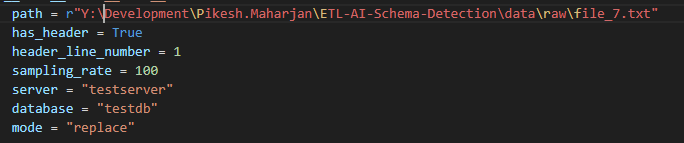 path = r"Y:\Development\Pikesh.Maharjan\ETL-AI-Schema-Detection\data\raw\file_7.txt"
has_header = True
header_line_number = 1
sampling_rate = 100
server = "testserver"
database = "testdb"
mode = "replace"